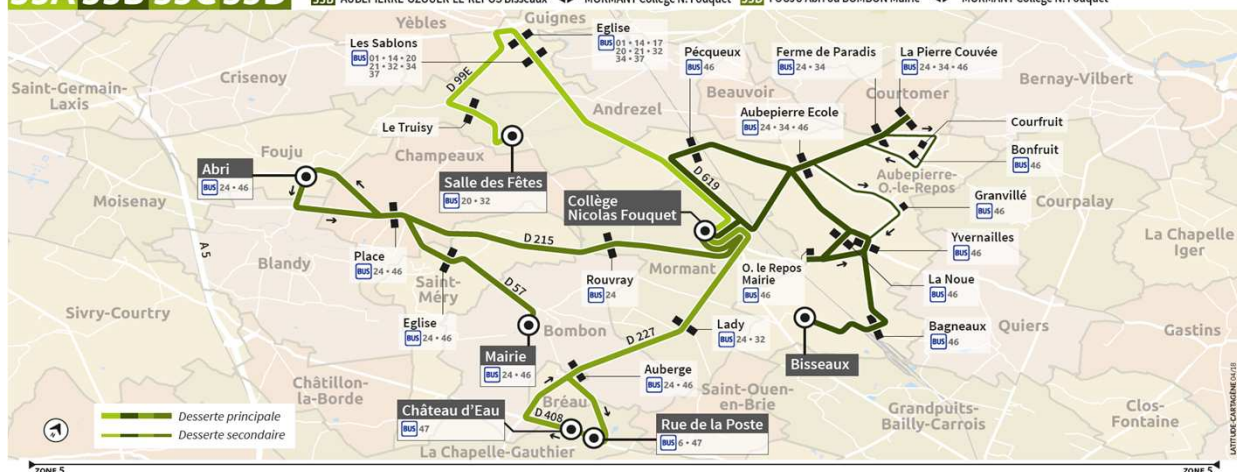 33A 33B 33C 33D
33B AUBEPIERRE-OZOUER-LE-REPOS Bisseaux ◄► MORMANT Collège N. Fouquet 33D FOUJU Abri ou BOMBON Mairie ◄► MORMANT Collège N. Fouquet
Yèbles
Guignes
Les Sablons
BUS 01 • 14 • 20
21 • 32 • 34
37
Eglise
BUS 01 • 14 • 17
20 • 21 • 32
34 • 37
Pécqueux
BUS 46
Ferme de Paradis
BUS 24 • 34
La Pierre Couvée
BUS 24 • 34 • 46
Saint-Germain-
Laxis
Crisenoy
D 99E
Andrezel
Beauvoir
Courtomer
Bernay-Vilbert
Le Truisy
Aubepierre Ecole
BUS 24 • 34 • 46
Courfruit
Bonfruit
BUS 46
Fouju
Abri
BUS 24 • 46
Champeaux
Salle des Fêtes
BUS 20 • 32
D 619
Aubepierre-
O.-le-Repos
Granvillé
BUS 46
Moisenay
Collège
Nicolas Fouquet
Courpalay
La Chapelle
Iger
A 5
D 215
Yvernailles
BUS 46
Blandy
Place
BUS 24 • 46
Rouvray
BUS 24
Mormant
O. le Repos
Mairie
BUS 46
La Noue
BUS 46
Saint-
Méry
D 57
Sivry-Courtry
Eglise
BUS 24 • 46
Bombon
D 227
Lady
BUS 24 • 32
Bisseaux
Bagneaux
BUS 46
Quiers
Gastins
Mairie
BUS 24 • 46
Auberge
BUS 24 • 46
Châtillon-
la-Borde
Bréau
Saint-Ouen-
en-Brie
Grandpuits-
Bailly-Carrois
Clos-
Fontaine
Château d'Eau
BUS 47
D 408
Rue de la Poste
BUS 6 • 47
La Chapelle-Gauthier
Desserte principale
Desserte secondaire
LATITUDE-CARTAGÈNE 04/18
ZONE 5
ZONE 5